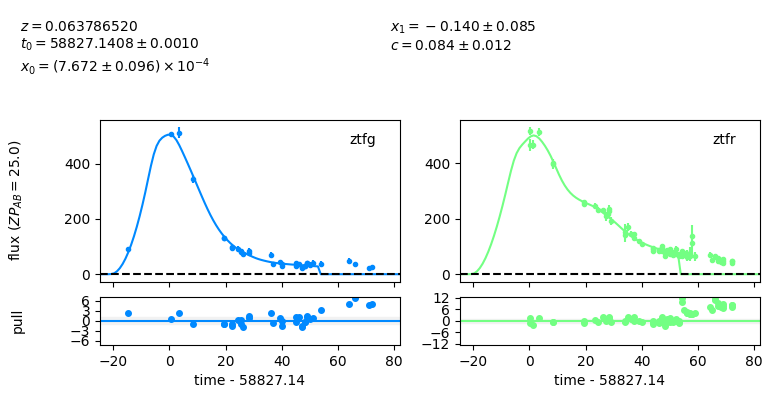 z = 0.063786520
t₀ = 58827.1408 ± 0.0010
x₀ = (7.672 ± 0.096) × 10⁻⁴
x₁ = −0.140 ± 0.085
c = 0.084 ± 0.012
flux (ZP_AB = 25.0)
400
200
0
ztfg
400
200
0
ztfr
pull
6
3
0
−3
−6
12
6
0
−6
−12
−20 0 20 40 60 80
−20 0 20 40 60 80
time - 58827.14
time - 58827.14